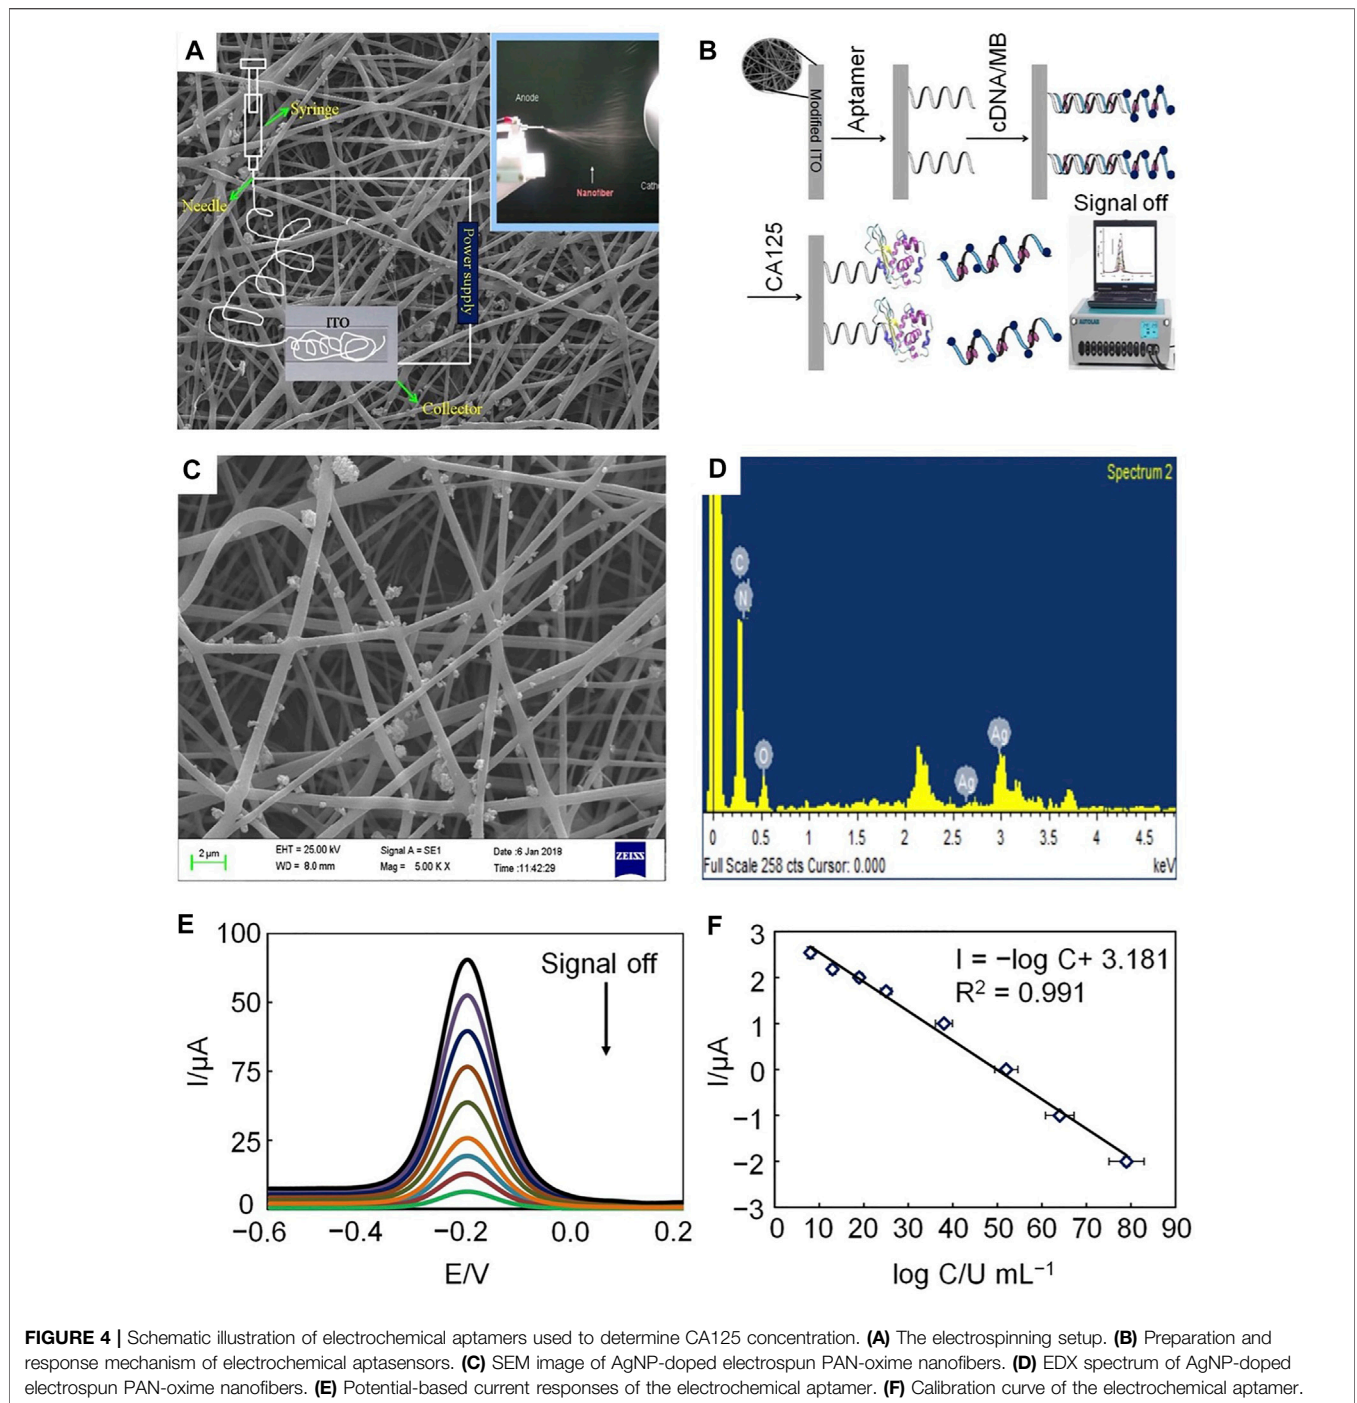 A
Syringe
Needle
Power supply
ITO
Collector
Anode
Nanofiber
Cath
B
Modified ITO
Aptamer
cDNA/MB
Signal off
CA125
AUTOLAB
C
2 µm
EHT = 25.00 kV
WD = 8.0 mm
Signal A = SE1
Mag = 5.00 K X
Date :6 Jan 2018
Time :11:42:29
ZEISS
D
Spectrum 2
C
N
O
Ag
Ag
0 0.5 1 1.5 2 2.5 3 3.5 4 4.5
Full Scale 258 cts Cursor: 0.000
keV
E
100
50
75
25
0
I/µA
Signal off
−0.6 −0.4 −0.2 0.0 0.2
E/V
F
3
2
1
0
−1
−2
−3
I/µA
I = −log C+ 3.181
R² = 0.991
0 10 20 30 40 50 60 70 80 90
log C/U mL⁻¹
FIGURE 4 | Schematic illustration of electrochemical aptamers used to determine CA125 concentration. (A) The electrospinning setup. (B) Preparation and
response mechanism of electrochemical aptasensors. (C) SEM image of AgNP-doped electrospun PAN-oxime nanofibers. (D) EDX spectrum of AgNP-doped
electrospun PAN-oxime nanofibers. (E) Potential-based current responses of the electrochemical aptamer. (F) Calibration curve of the electrochemical aptamer.